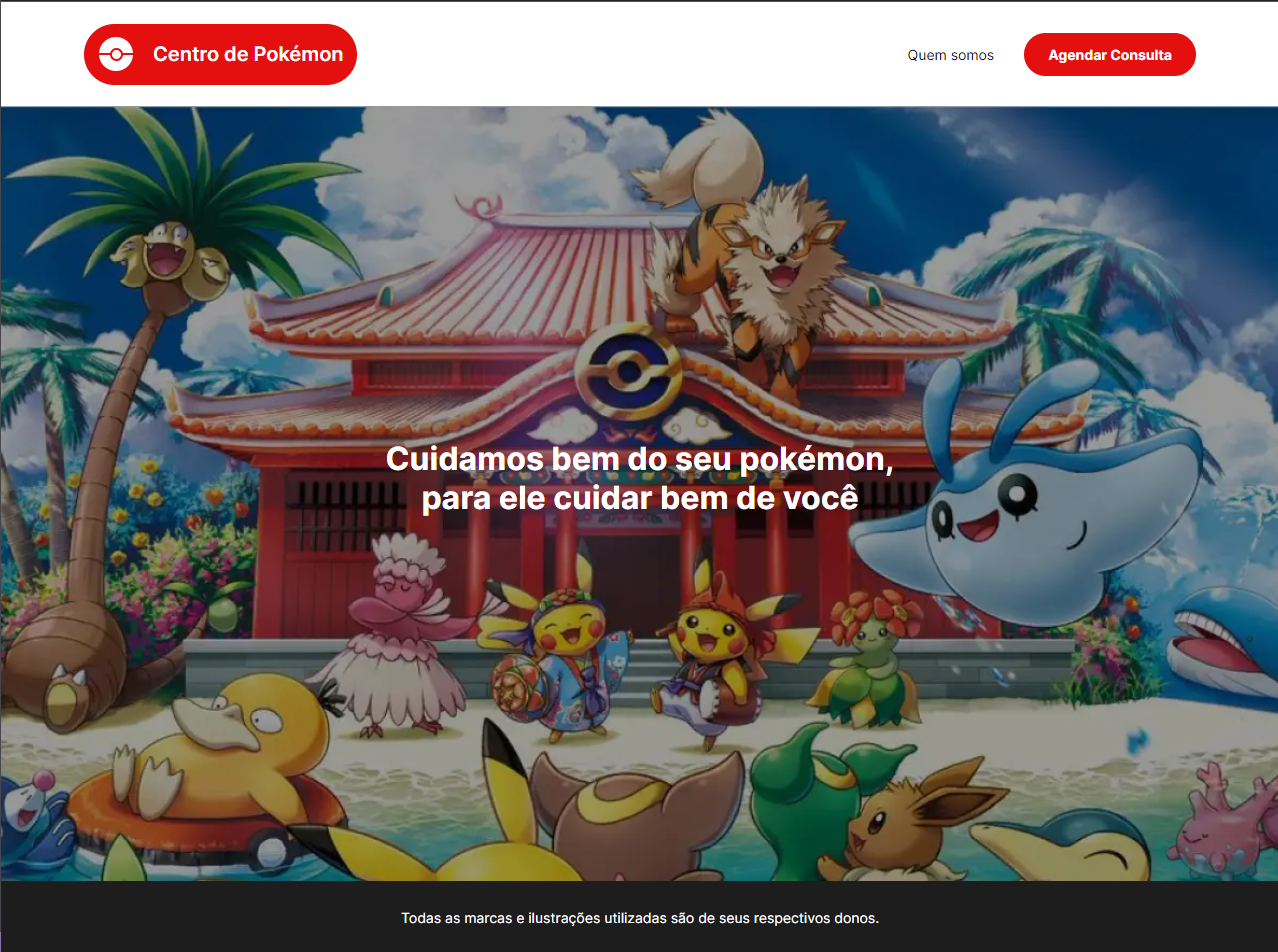 Centro de Pokémon
Quem somos
Agendar Consulta
Cuidamos bem do seu pokémon,
para ele cuidar bem de você
Todas as marcas e ilustrações utilizadas são de seus respectivos donos.